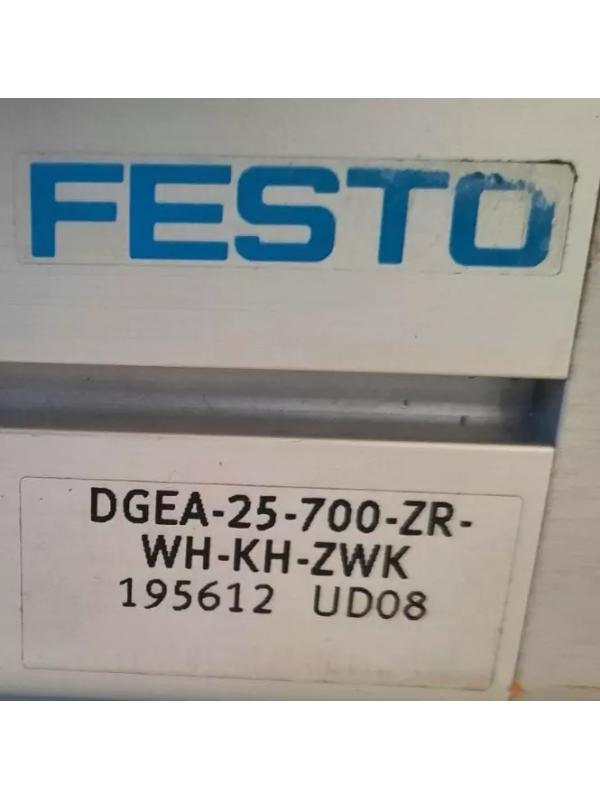 FESTO
DGEA-25-700-ZR-
WH-KH-ZWK
195612 UD08